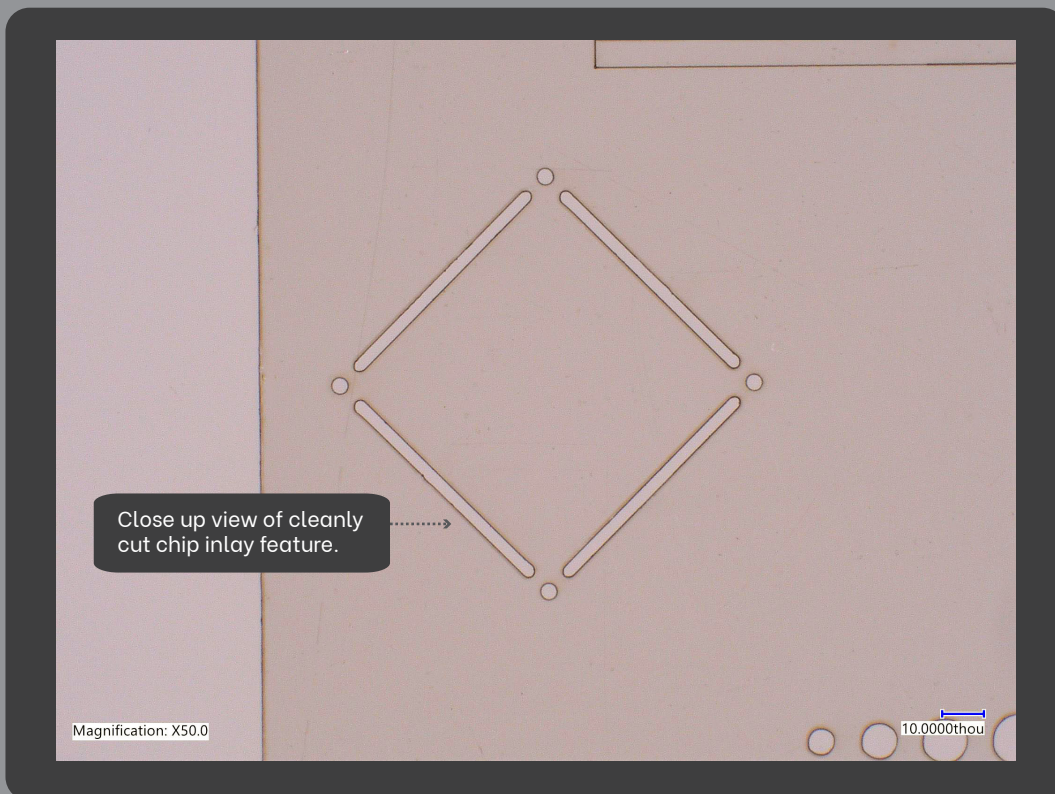 Close up view of cleanly
cut chip inlay feature.
Magnification: X50.0
10.0000thou